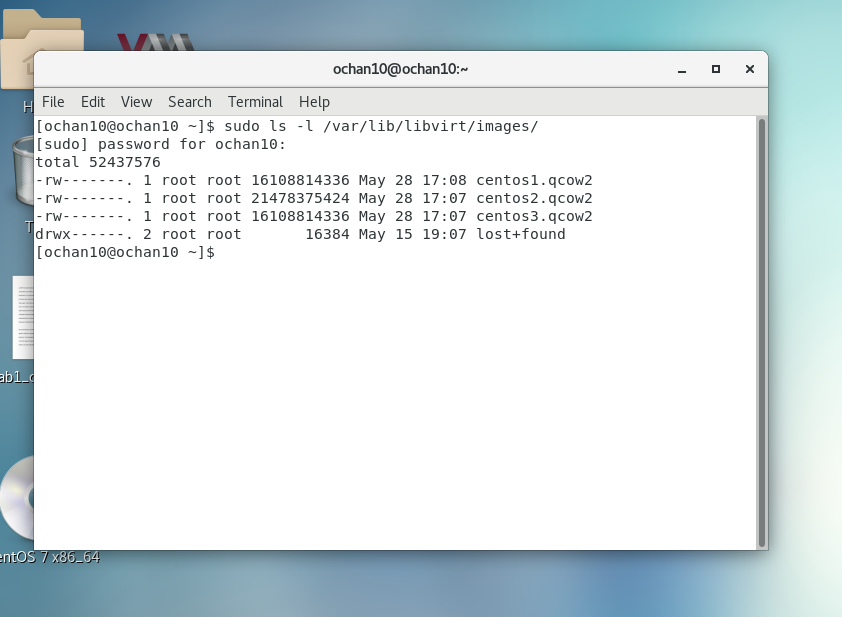 ochan10@ochan10:~
File Edit View Search Terminal Help
[ochan10@ochan10 ~]$ sudo ls -l /var/lib/libvirt/images/
[sudo] password for ochan10:
total 52437576
-rw-------. 1 root root 16108814336 May 28 17:08 centos1.qcow2
-rw-------. 1 root root 21478375424 May 28 17:07 centos2.qcow2
-rw-------. 1 root root 16108814336 May 28 17:07 centos3.qcow2
drwx------. 2 root root       16384 May 15 19:07 lost+found
[ochan10@ochan10 ~]$
H
T
ab1_
entOS 7 x86_64